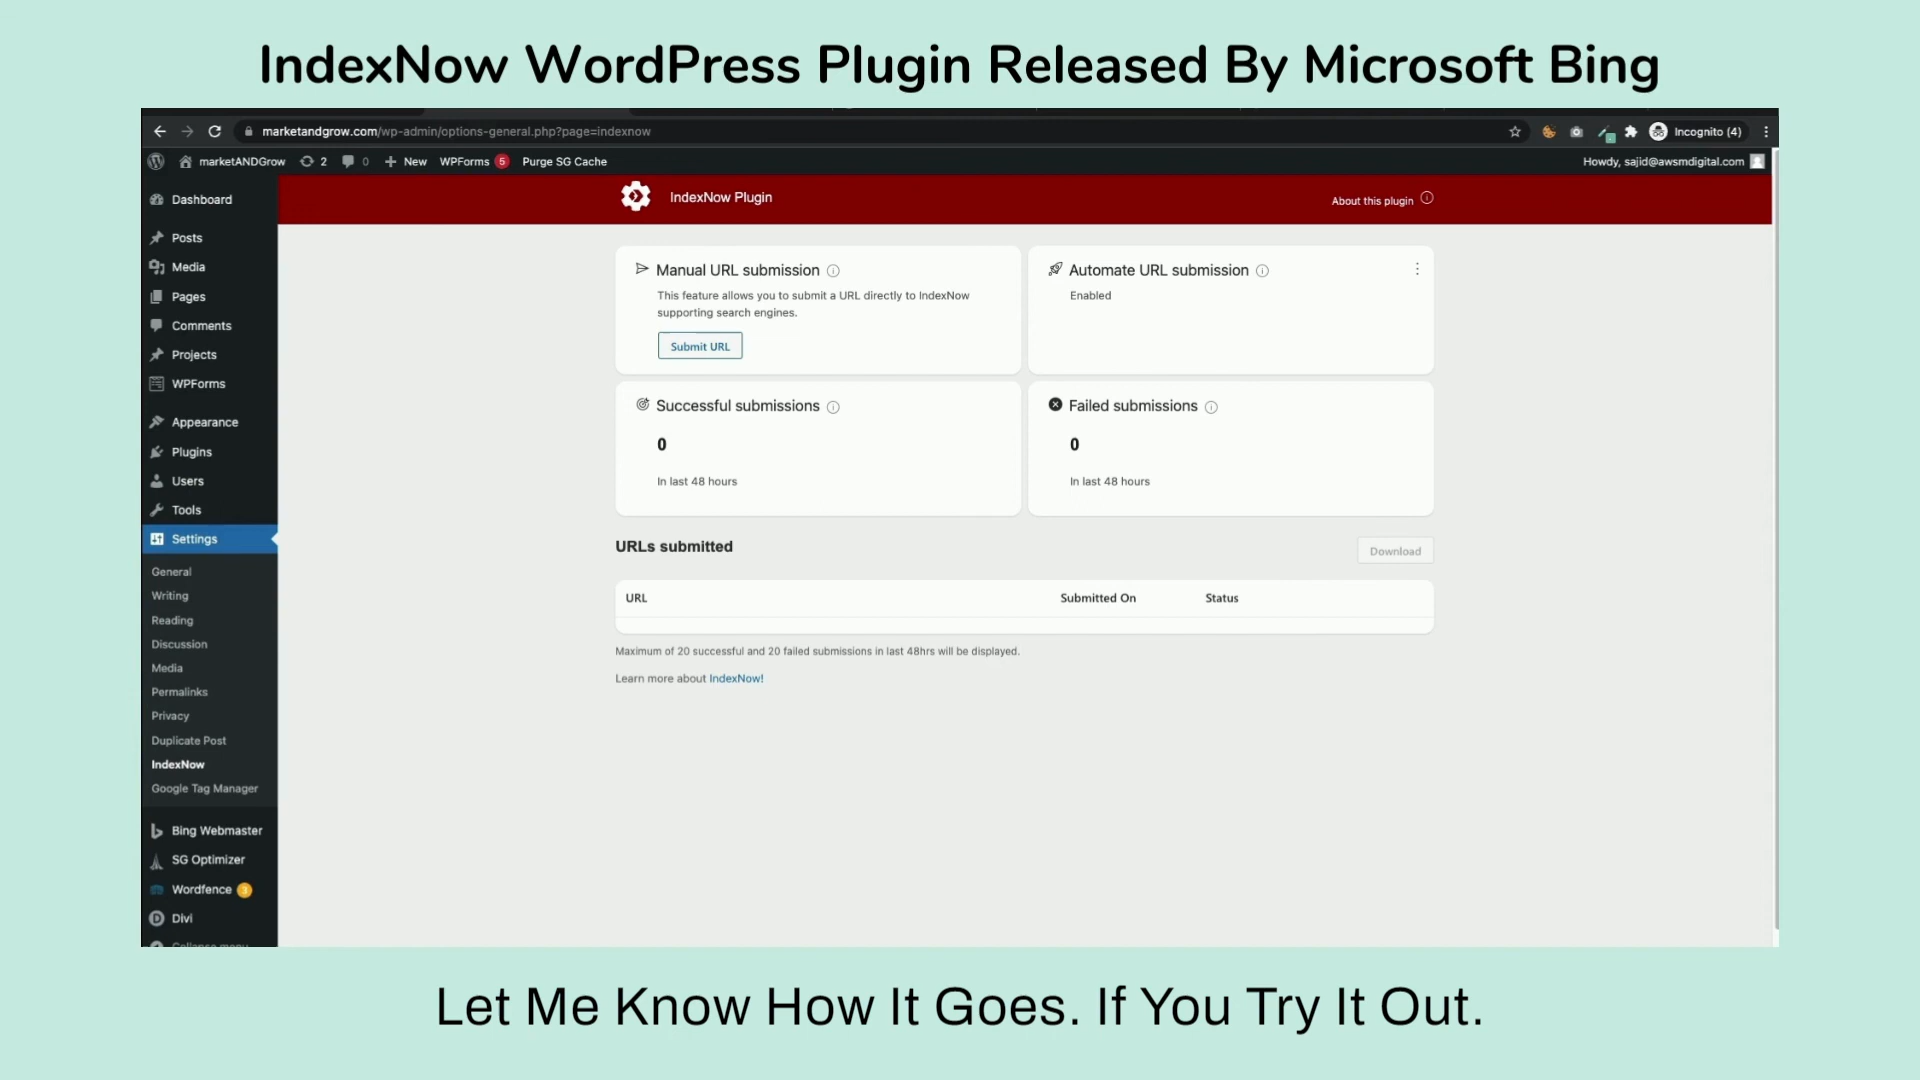 IndexNow WordPress Plugin Released By Microsoft Bing
marketandgrow.com/wp-admin/options-general.php?page=indexnow
Incognito (4)
marketANDGrow 2 0 New WPForms 5 Purge SG Cache
Howdy, sajid@awsmdigital.com
Dashboard
Posts
Media
Pages
Comments
Projects
WPForms
Appearance
Plugins
Users
Tools
Settings
General
Writing
Reading
Discussion
Media
Permalinks
Privacy
Duplicate Post
IndexNow
Google Tag Manager
Bing Webmaster
SG Optimizer
Wordfence 3
Divi
Collapse menu
IndexNow Plugin
About this plugin
Manual URL submission
This feature allows you to submit a URL directly to IndexNow
supporting search engines.
Submit URL
Automate URL submission
Enabled
Successful submissions
0
In last 48 hours
Failed submissions
0
In last 48 hours
URLs submitted
Download
URL Submitted On Status
Maximum of 20 successful and 20 failed submissions in last 48hrs will be displayed.
Learn more about IndexNow!
Let Me Know How It Goes. If You Try It Out.